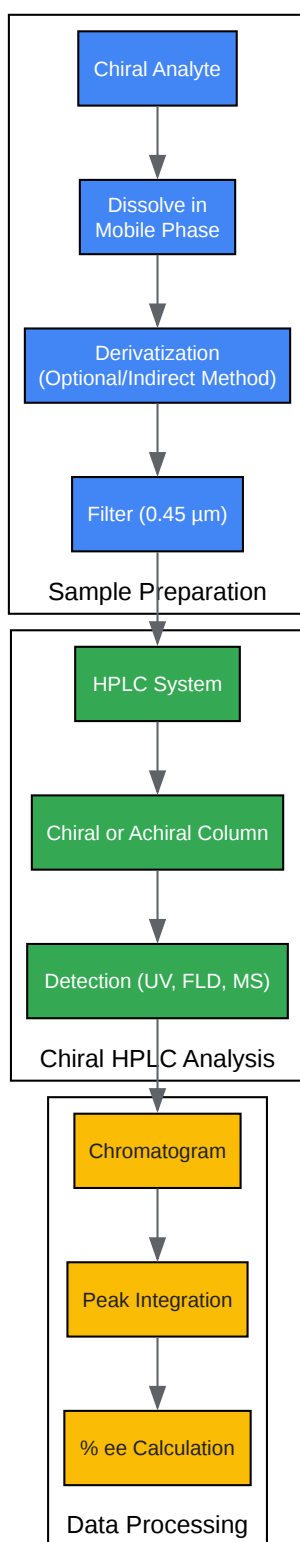 Chiral Analyte
Dissolve in
Mobile Phase
Derivatization
(Optional/Indirect Method)
Filter (0.45 µm)
Sample Preparation
HPLC System
Chiral or Achiral Column
Detection (UV, FLD, MS)
Chiral HPLC Analysis
Chromatogram
Peak Integration
% ee Calculation
Data Processing